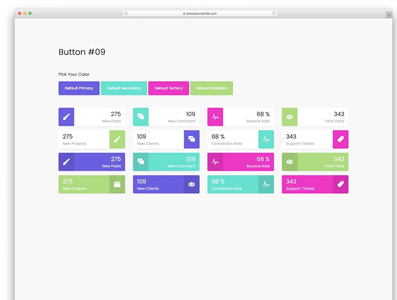 preview.colorlib.com
Button #09
Pick Your Color
Default Primary Default Secondary Default Tertiary
275 109 68 % 343
New Posts New Comment Bounce Rate Total Visits
275 109 68 % 343
New Projects New Clients Conversion Rate Support Tickets
275 109 68 % 343
New Posts New Comment Bounce Rate Total Visits
275 109 68 % 343
New Projects New Clients Conversion Rate Support Tickets